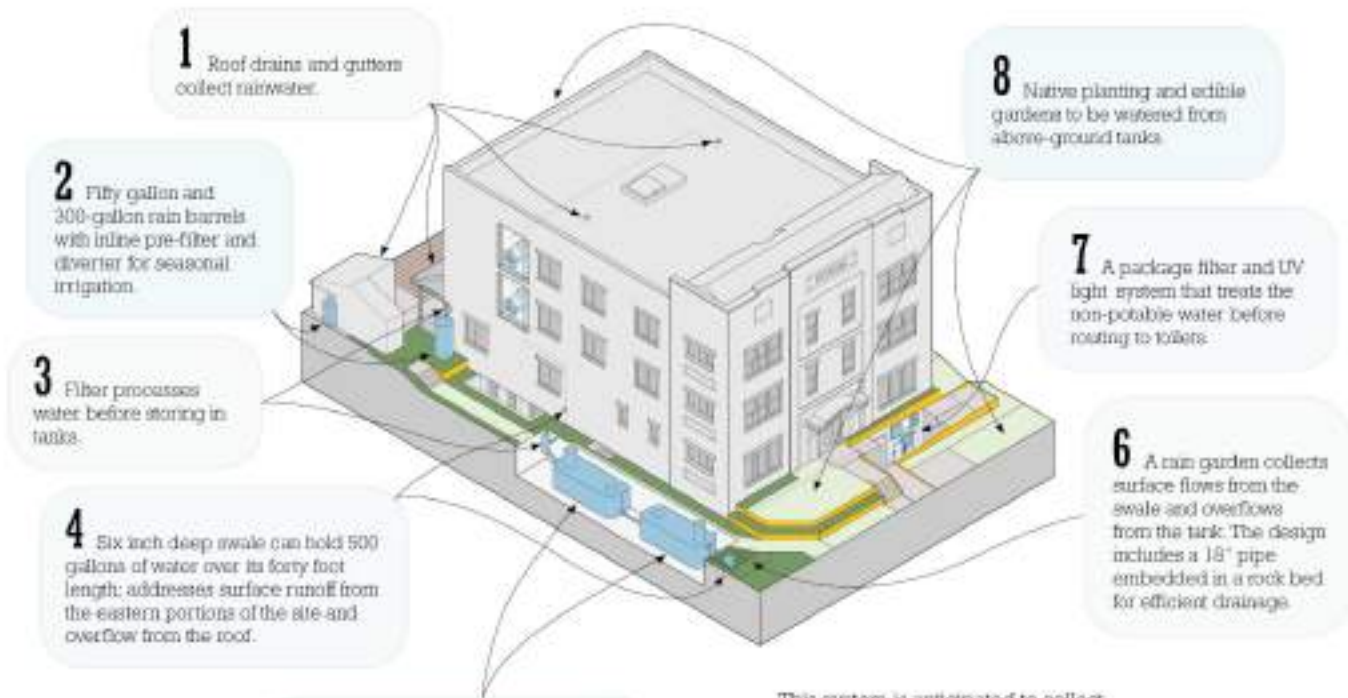 1 Roof drains and gutters
collect rainwater.
2 Fifty gallon and
300-gallon rain barrels
with inline pre-filter and
diverter for seasonal
irrigation.
3 Filter processes
water before storing in
tanks.
4 Six inch deep swale can hold 500
gallons of water over its forty foot
length; addresses surface runoff from
the eastern portions of the site and
overflow from the roof.
8 Native planting and edible
gardens to be watered from
above-ground tanks.
7 A package filter and UV
light system that treats the
non-potable water before
routing to toilets.
6 A rain garden collects
surface flows from the
swale and overflows
from the tank. The design
includes a 18" pipe
embedded in a rock bed
for efficient drainage.
This system is anticipated to collect